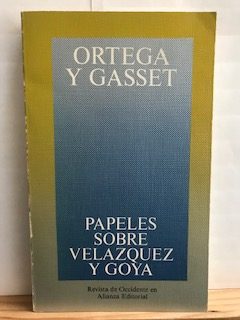 ORTEGA
Y GASSET
PAPELES
SOBRE
VELAZQUEZ
Y GOYA
Revista de Occidente en
Alianza Editorial